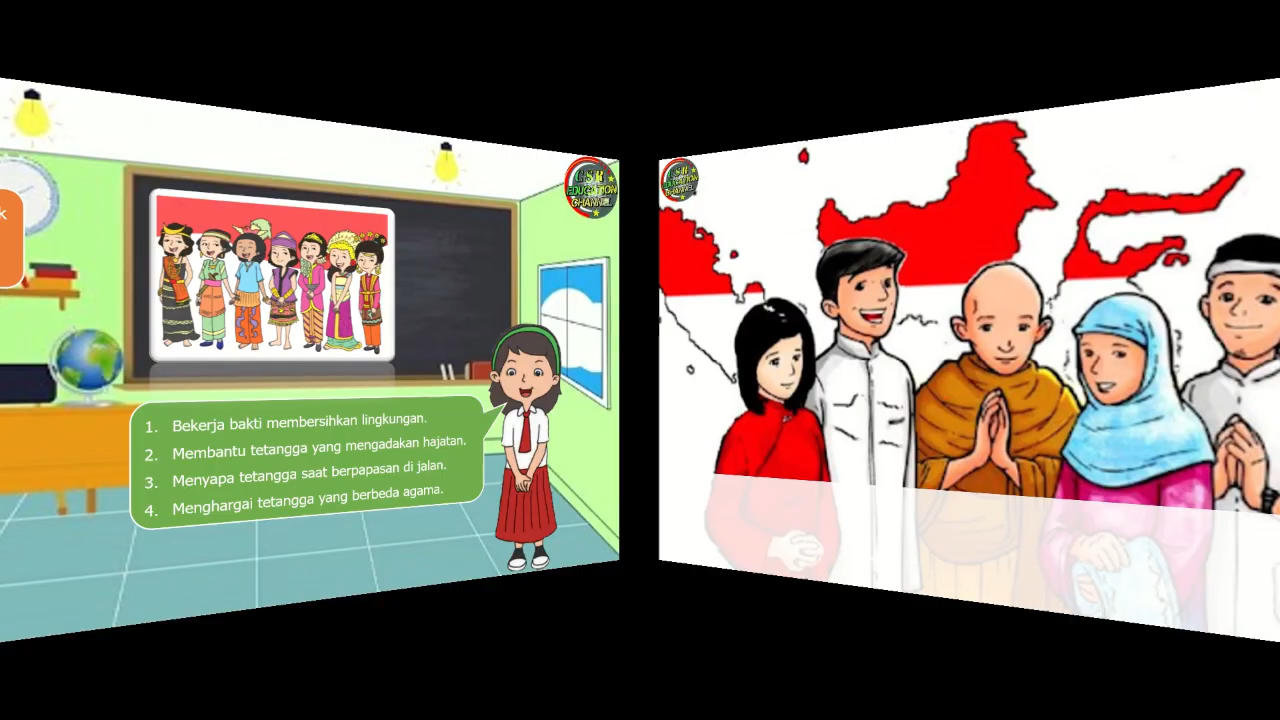 k
GSR
EDUCATION
CHANNEL
1. Bekerja bakti membersihkan lingkungan.
2. Membantu tetangga yang mengadakan hajatan.
3. Menyapa tetangga saat berpapasan di jalan.
4. Menghargai tetangga yang berbeda agama.